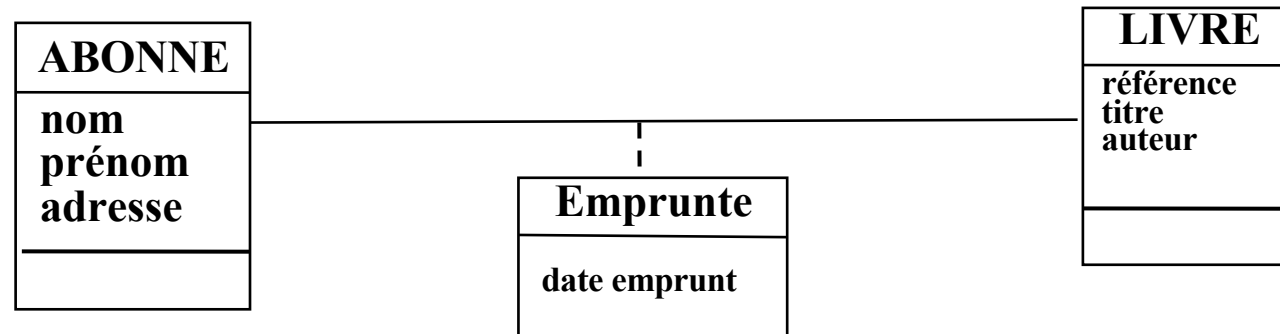 ABONNE
nom
prénom
adresse
Emprunte
date emprunt
LIVRE
référence
titre
auteur